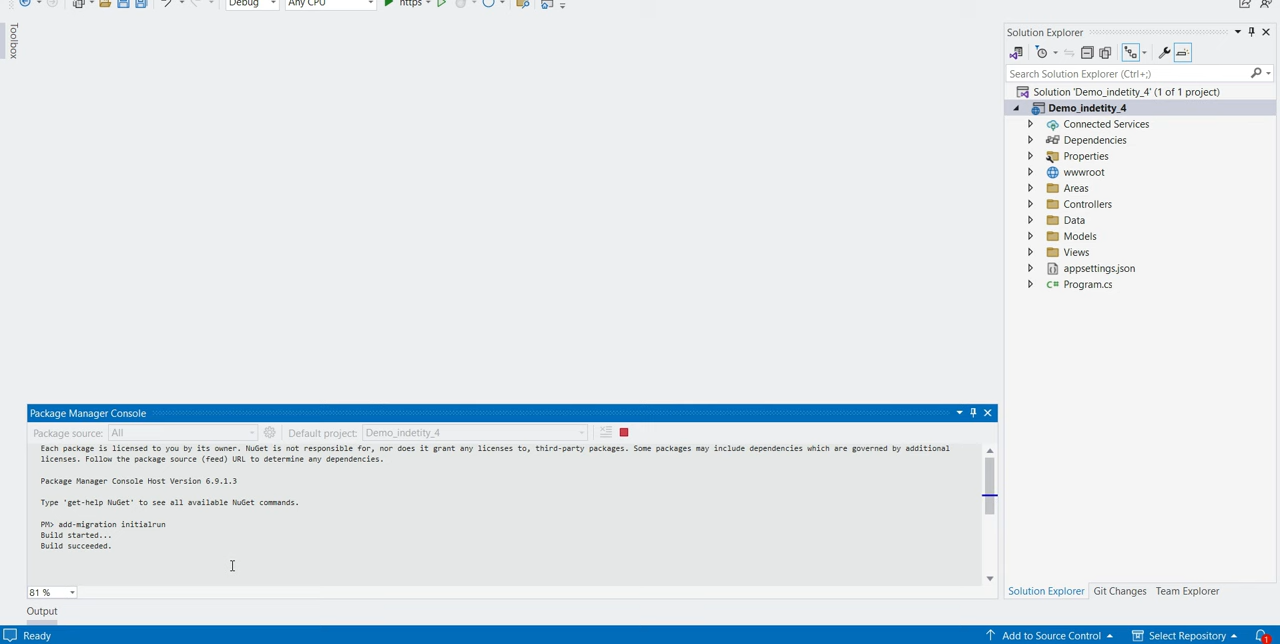 Debug
Any CPU
https
Toolbox
Solution Explorer
Search Solution Explorer (Ctrl+;)
Solution 'Demo_indetity_4' (1 of 1 project)
Demo_indetity_4
Connected Services
Dependencies
Properties
wwwroot
Areas
Controllers
Data
Models
Views
appsettings.json
C# Program.cs
Package Manager Console
Package source: All
Default project: Demo_indetity_4
Each package is licensed to you by its owner. NuGet is not responsible for, nor does it grant any licenses to, third-party packages. Some packages may include dependencies which are governed by additional
licenses. Follow the package source (feed) URL to determine any dependencies.
Package Manager Console Host Version 6.9.1.3
Type 'get-help NuGet' to see all available NuGet commands.
PM> add-migration initialrun
Build started...
Build succeeded.
81 %
Solution Explorer Git Changes Team Explorer
Output
Ready
Add to Source Control
Select Repository
1